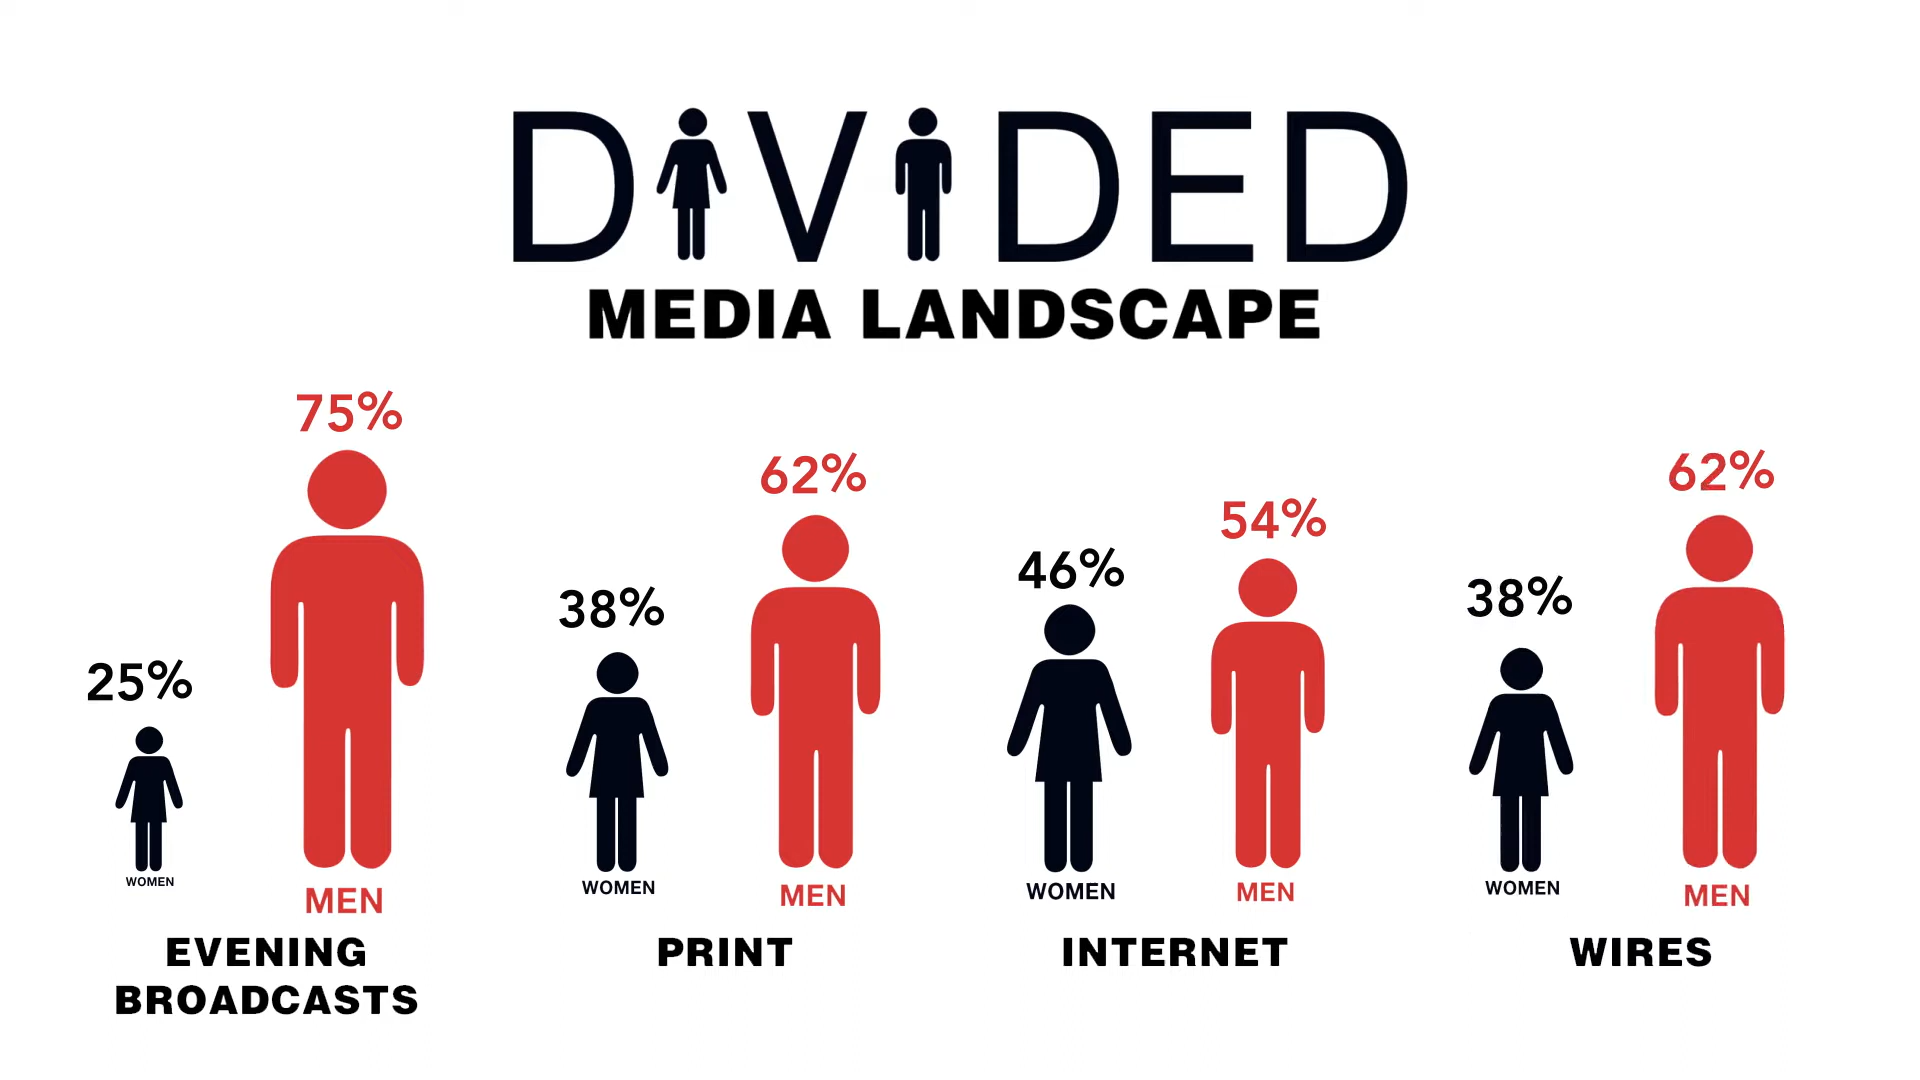 DIVIDED
MEDIA LANDSCAPE
75%
62%
62%
54%
46%
38%
38%
25%
WOMEN
MEN
WOMEN
MEN
WOMEN
MEN
WOMEN
MEN
EVENING
BROADCASTS
PRINT
INTERNET
WIRES